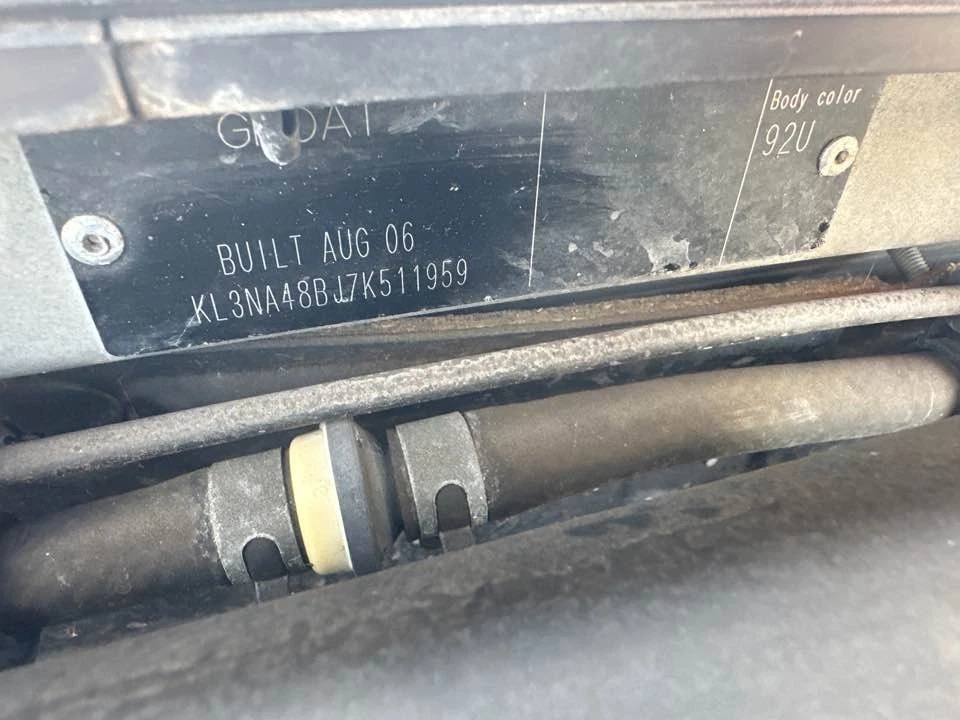 Body color
92U
BUILT AUG 06
KL3NA48BJ7K511959